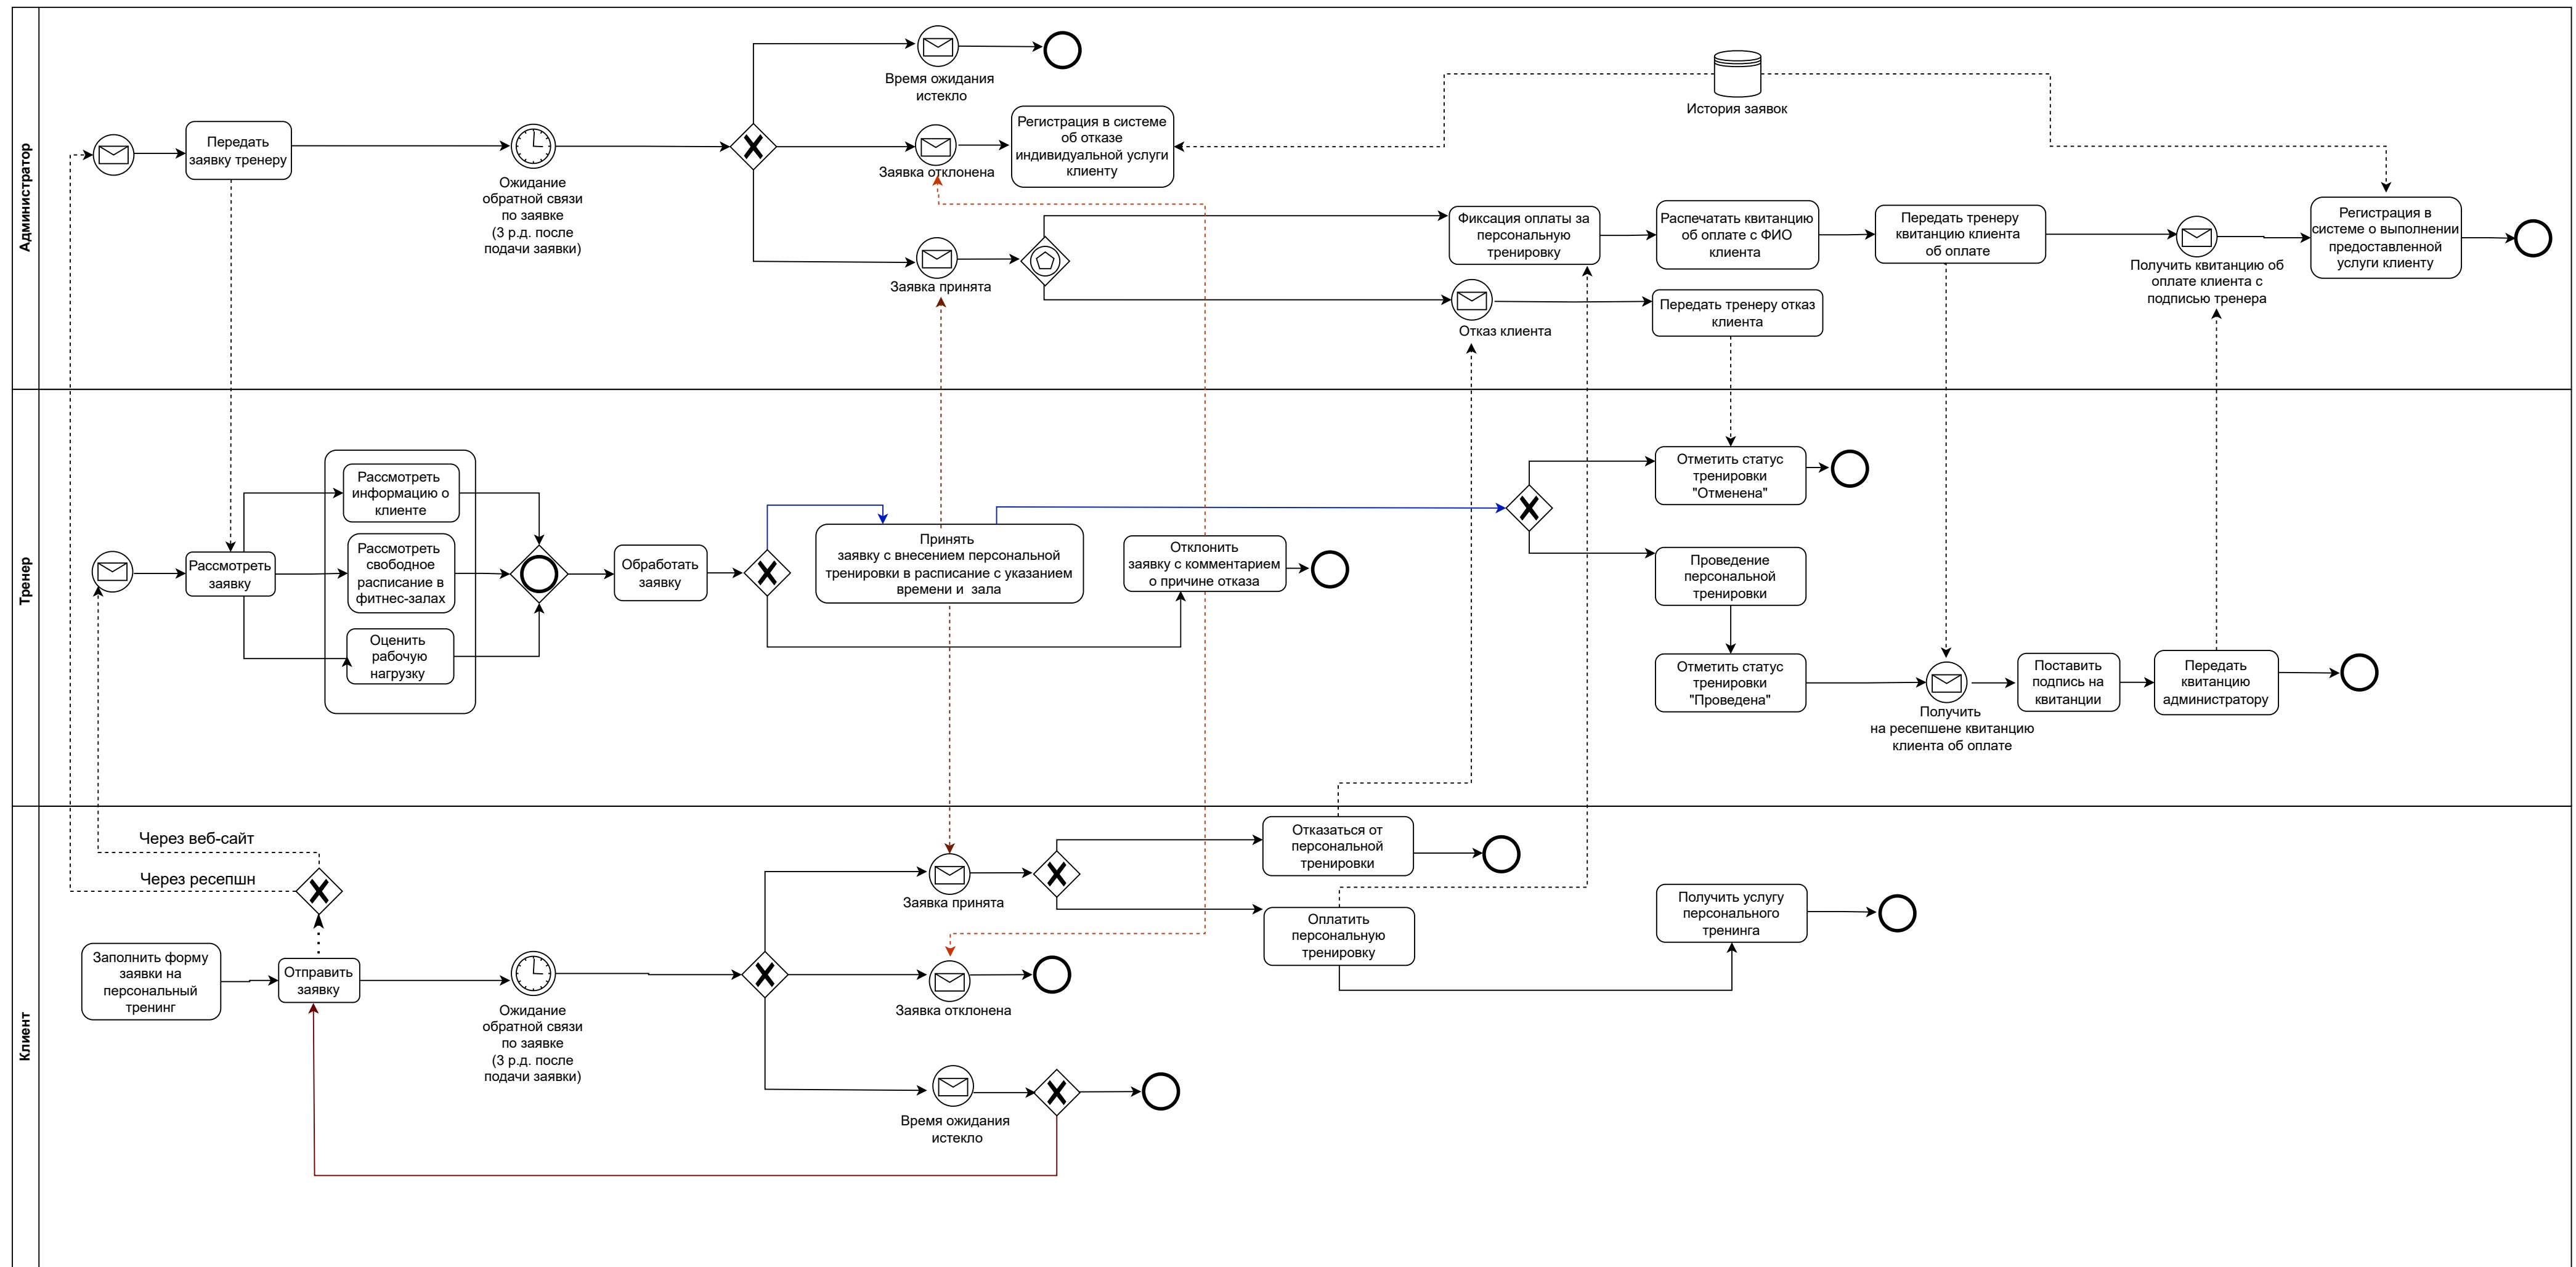 Администратор
Время ожидания
истекло
История заявок
Передать
заявку тренеру
Ожидание
обратной связи
по заявке
(3 р.д. после
подачи заявки)
Заявка отклонена
Регистрация в системе
об отказе
индивидуальной услуги
клиенту
Заявка принята
Фиксация оплаты за
персональную
тренировку
Распечатать квитанцию
об оплате с ФИО
клиента
Передать тренеру
квитанцию клиента
об оплате
Получить квитанцию об
оплате клиента с
подписью тренера
Регистрация в
системе о выполнении
предоставленной
услуги клиенту
Отказ клиента
Передать тренеру отказ
клиента
Тренер
Рассмотреть
заявку
Рассмотреть
информацию о
клиенте
Рассмотреть
свободное
расписание в
фитнес-залах
Оценить
рабочую
нагрузку
Обработать
заявку
Принять
заявку с внесением персональной
тренировки в расписание с указанием
времени и зала
Отклонить
заявку с комментарием
о причине отказа
Отметить статус
тренировки
"Отменена"
Проведение
персональной
тренировки
Отметить статус
тренировки
"Проведена"
Получить
на ресепшене квитанцию
клиента об оплате
Поставить
подпись на
квитанции
Передать
квитанцию
администратору
Клиент
Через веб-сайт
Через ресепшн
Заполнить форму
заявки на
персональный
тренинг
Отправить
заявку
Ожидание
обратной связи
по заявке
(3 р.д. после
подачи заявки)
Заявка принята
Заявка отклонена
Время ожидания
истекло
Отказаться от
персональной
тренировки
Оплатить
персональную
тренировку
Получить услугу
персонального
тренинга